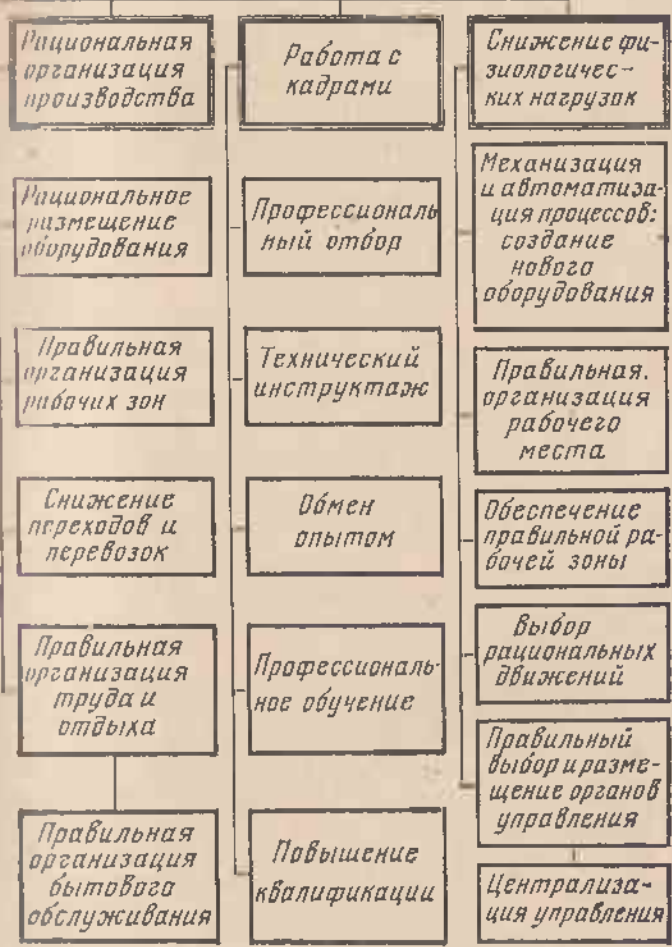 Рациональная
организация
производства
Рациональное
размещение
оборудования
Правильная
организация
рабочих зон
Снижение
переходов и
перевозок
Правильная
организация
труда и
отдыха
Правильная
организация
бытового
обслуживания
Работа с
кадрами
Профессиональ
ный отбор
Технический
инструктаж
Обмен
опытом
Профессиональ-
ное обучение
Повышение
квалификации
Снижение фи-
зиологичес-
ких нагрузок
Механизация
и автоматиза-
ция процессов:
создание
нового
оборудования
Правильная.
организация
рабочего
места
Обеспечение
правильной ра-
бочей зоны
Выбор
рациональных
движений
Правильный
выбор и разме-
щение органов
управления
Централиза-
ция управления